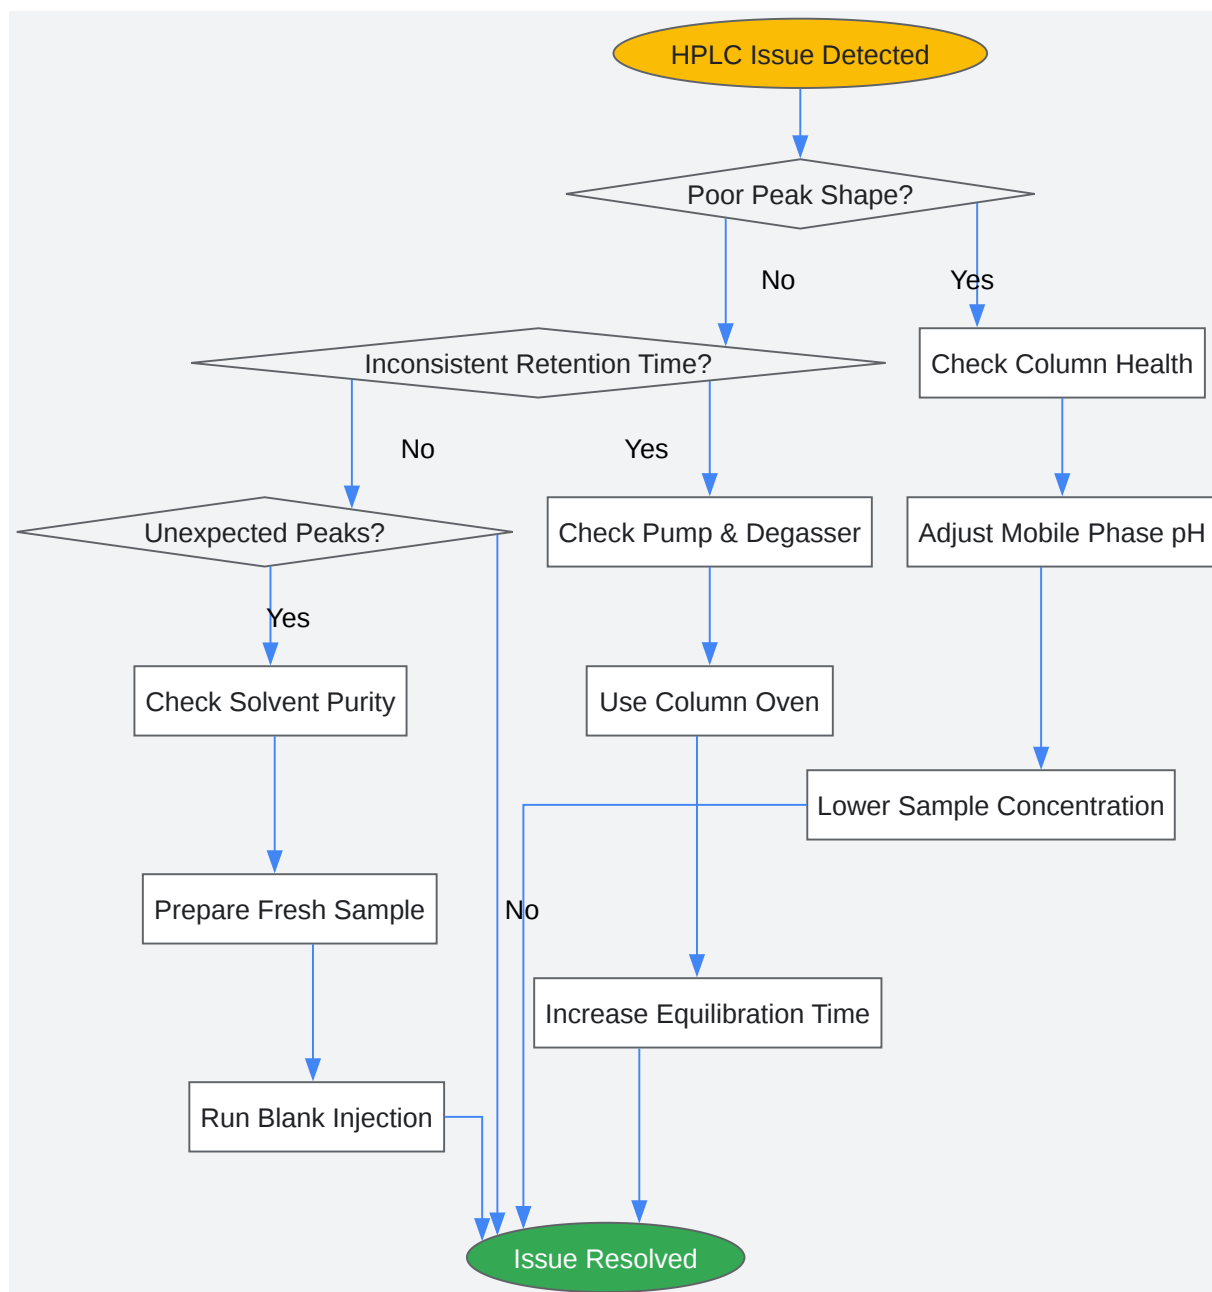 HPLC Issue Detected
Poor Peak Shape?
No
Yes
Inconsistent Retention Time?
Check Column Health
No
Yes
Unexpected Peaks?
Check Pump & Degasser
Adjust Mobile Phase pH
Yes
Check Solvent Purity
Use Column Oven
Lower Sample Concentration
Prepare Fresh Sample
No
Increase Equilibration Time
Run Blank Injection
Issue Resolved